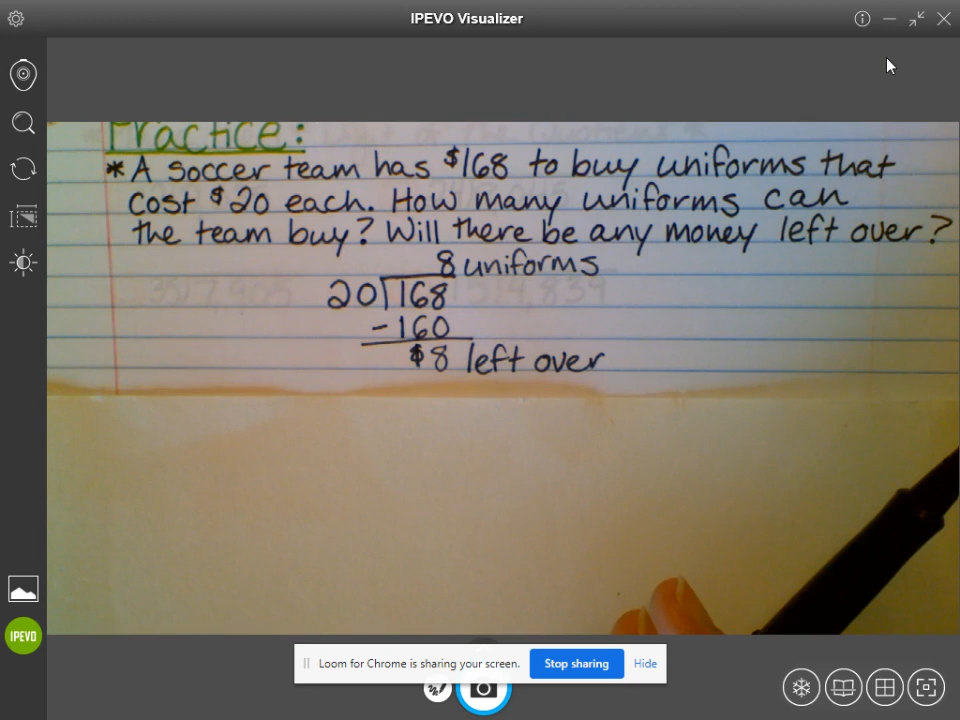 IPEVO Visualizer
Practice:
* A soccer team has $168 to buy uniforms that
cost $20 each. How many uniforms can
the team buy? Will there be any money left over?
8 uniforms
20)168
-160
$8 left over
IPEVO
Loom for Chrome is sharing your screen. Stop sharing Hide